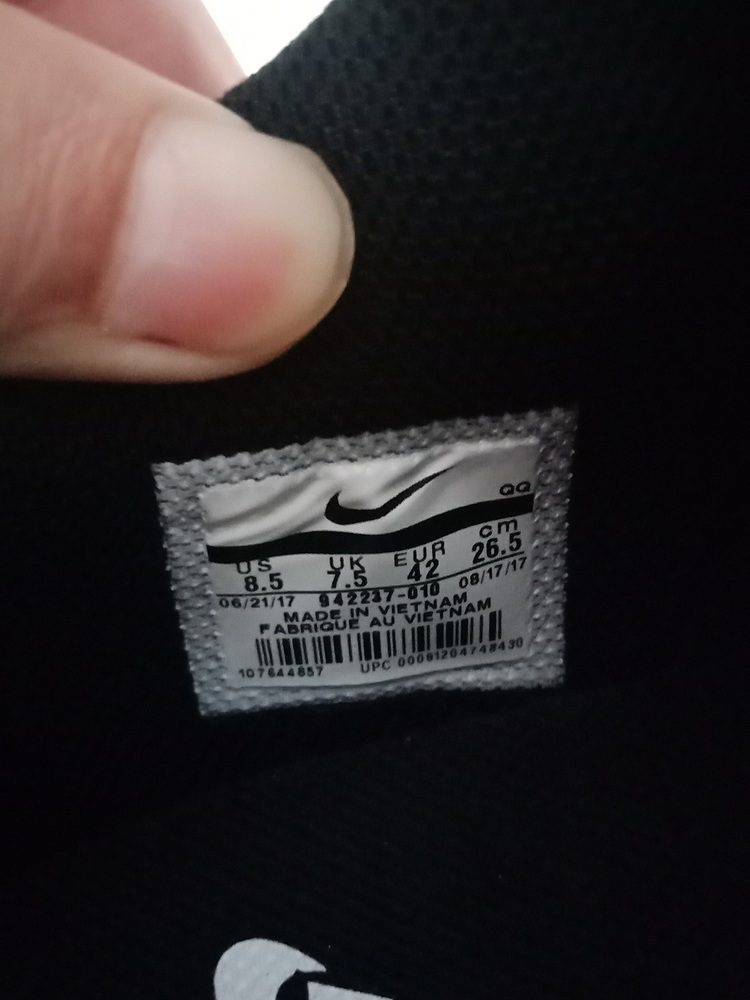 QQ
US UK EUR cm
8.5 7.5 42 26.5
06/21/17 942237-010 08/17/17
MADE IN VIETNAM
FABRIQUE AU VIETNAM
107644857 UPC 00091204748430